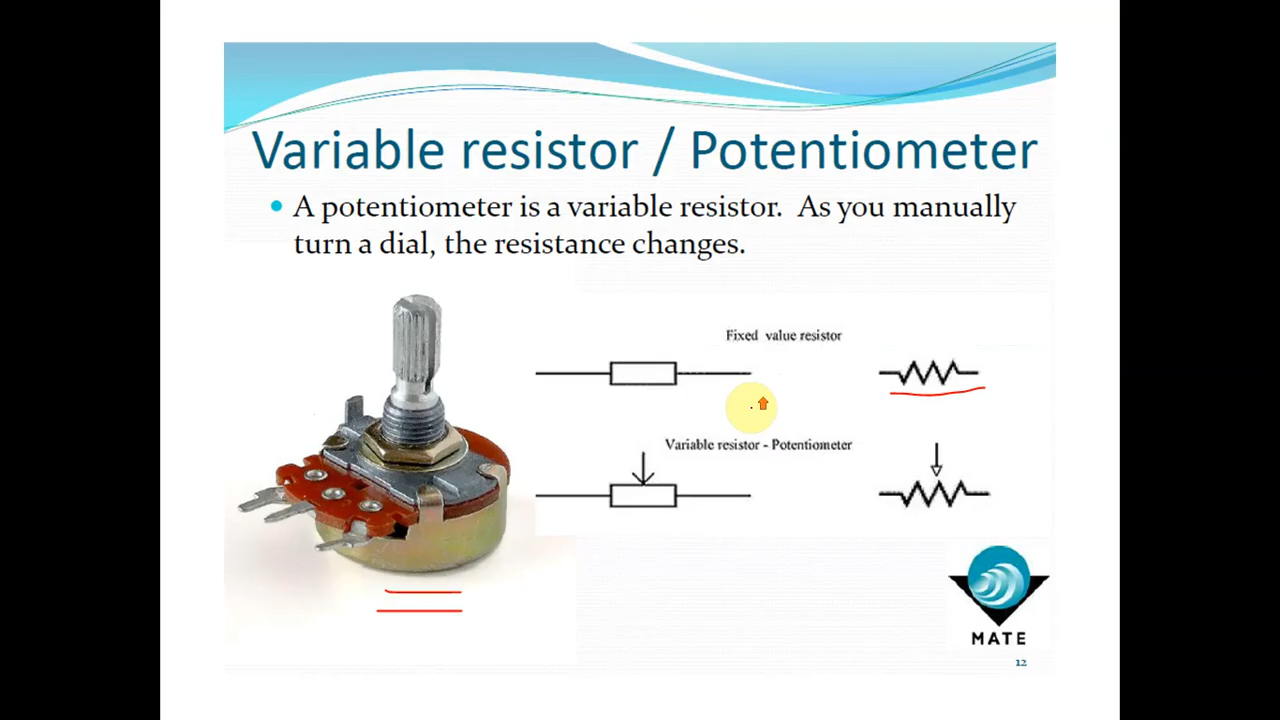 Variable resistor / Potentiometer
• A potentiometer is a variable resistor. As you manually
turn a dial, the resistance changes.
Fixed value resistor
Variable resistor - Potentiometer
MATE
12